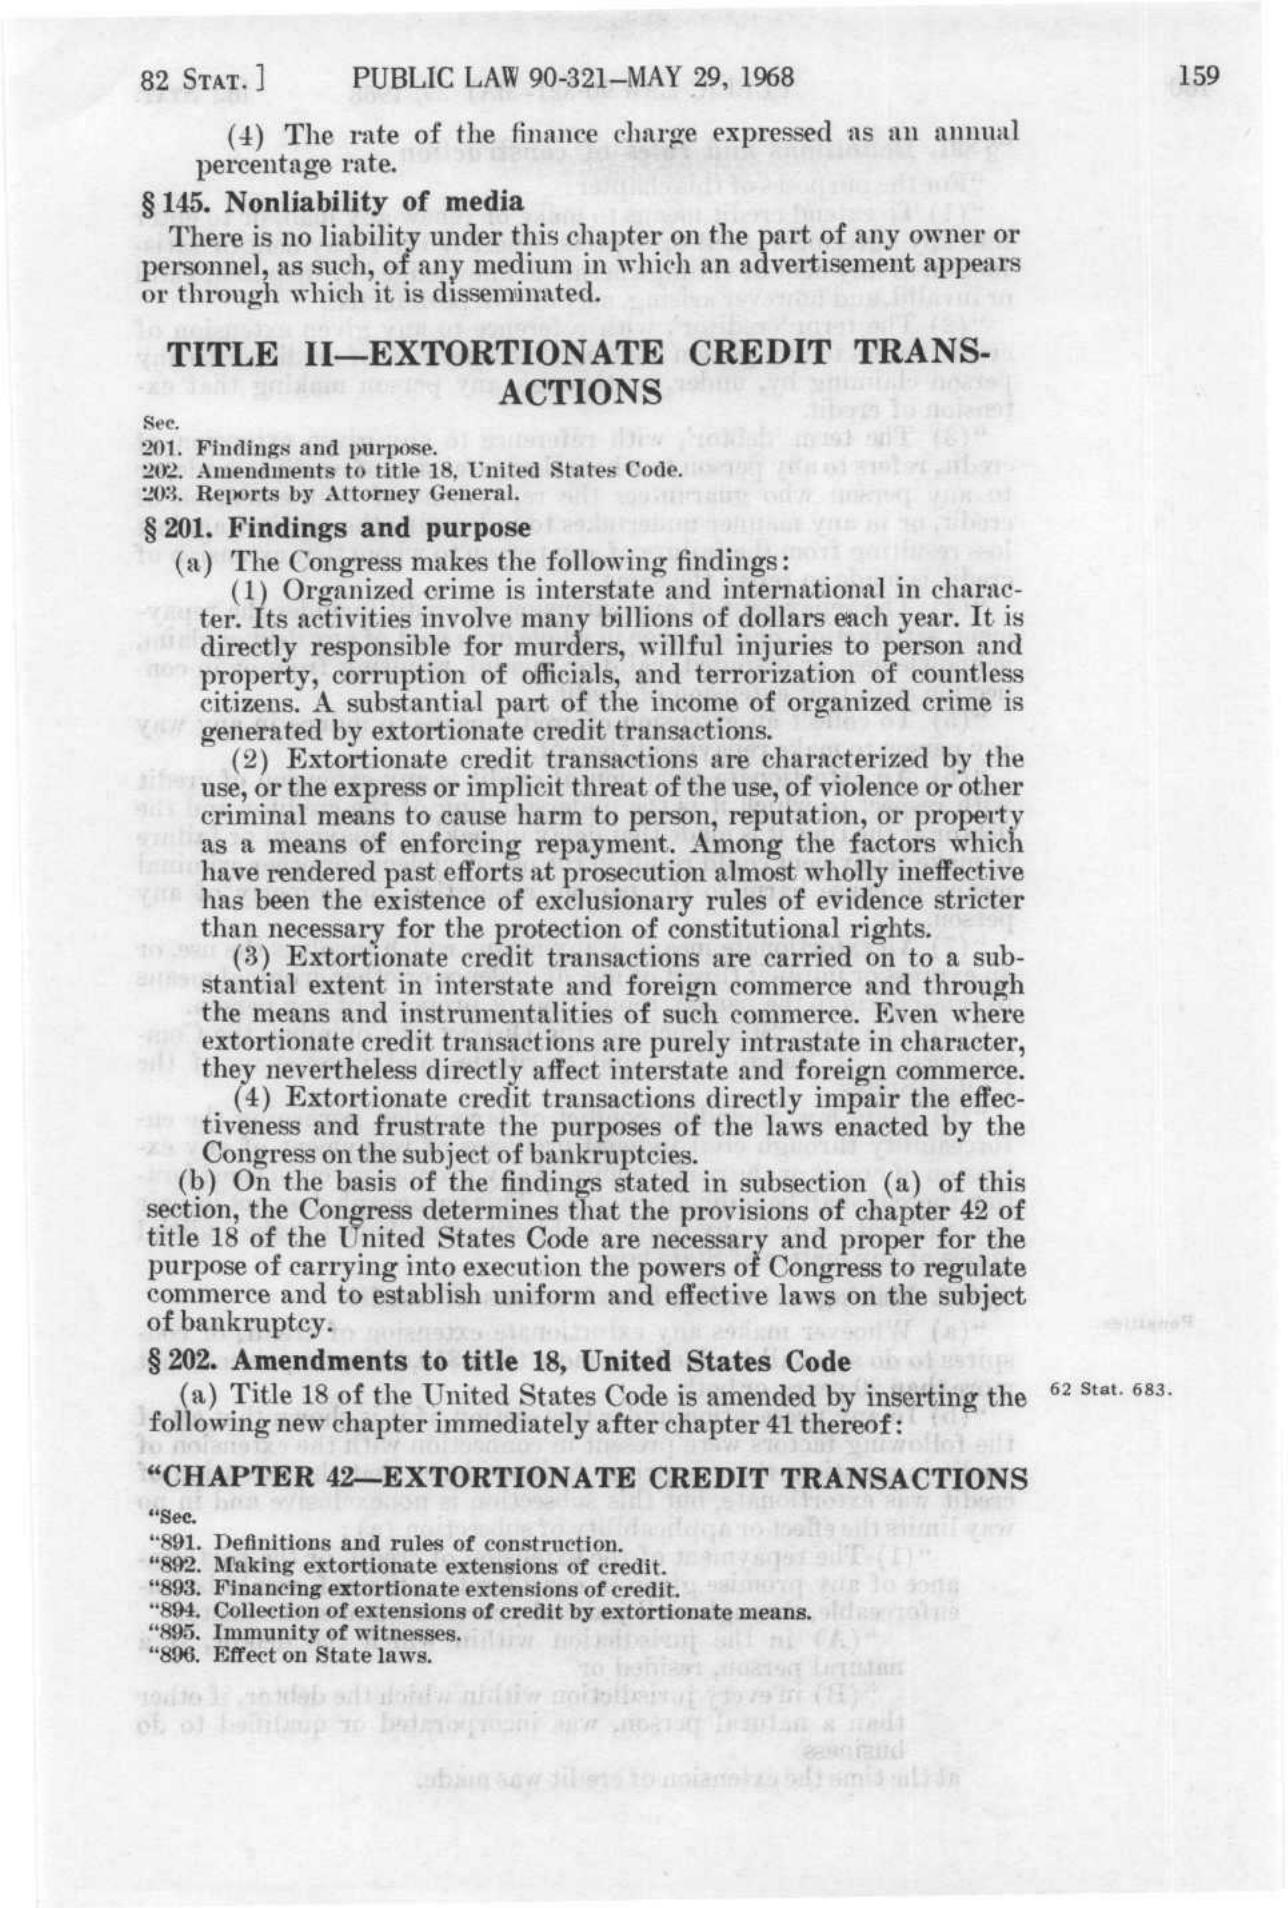 82 STAT. ] PUBLIC LAW 90-321–MAY 29, 1968 159
(4) The rate of the finance charge expressed as an annual
percentage rate.
§ 145. Nonliability of media
There is no liability under this chapter on the part of any owner or
personnel, as such, of any medium in which an advertisement appears
or through which it is disseminated.
TITLE II—EXTORTIONATE CREDIT TRANS-
ACTIONS
Sec.
201. Findings and purpose.
202. Amendments to title 18, United States Code.
203. Reports by Attorney General.
§ 201. Findings and purpose
(a) The Congress makes the following findings:
(1) Organized crime is interstate and international in charac-
ter. Its activities involve many billions of dollars each year. It is
directly responsible for murders, willful injuries to person and
property, corruption of officials, and terrorization of countless
citizens. A substantial part of the income of organized crime is
generated by extortionate credit transactions.
(2) Extortionate credit transactions are characterized by the
use, or the express or implicit threat of the use, of violence or other
criminal means to cause harm to person, reputation, or property
as a means of enforcing repayment. Among the factors which
have rendered past efforts at prosecution almost wholly ineffective
has been the existence of exclusionary rules of evidence stricter
than necessary for the protection of constitutional rights.
(3) Extortionate credit transactions are carried on to a sub-
stantial extent in interstate and foreign commerce and through
the means and instrumentalities of such commerce. Even where
extortionate credit transactions are purely intrastate in character,
they nevertheless directly affect interstate and foreign commerce.
(4) Extortionate credit transactions directly impair the effec-
tiveness and frustrate the purposes of the laws enacted by the
Congress on the subject of bankruptcies.
(b) On the basis of the findings stated in subsection (a) of this
section, the Congress determines that the provisions of chapter 42 of
title 18 of the United States Code are necessary and proper for the
purpose of carrying into execution the powers of Congress to regulate
commerce and to establish uniform and effective laws on the subject
of bankruptcy.
§ 202. Amendments to title 18, United States Code
(a) Title 18 of the United States Code is amended by inserting the
following new chapter immediately after chapter 41 thereof:
62 Stat. 683.
"CHAPTER 42—EXTORTIONATE CREDIT TRANSACTIONS
"Sec.
"891. Definitions and rules of construction.
"892. Making extortionate extensions of credit.
"893. Financing extortionate extensions of credit.
"894. Collection of extensions of credit by extortionate means.
"895. Immunity of witnesses.
"896. Effect on State laws.